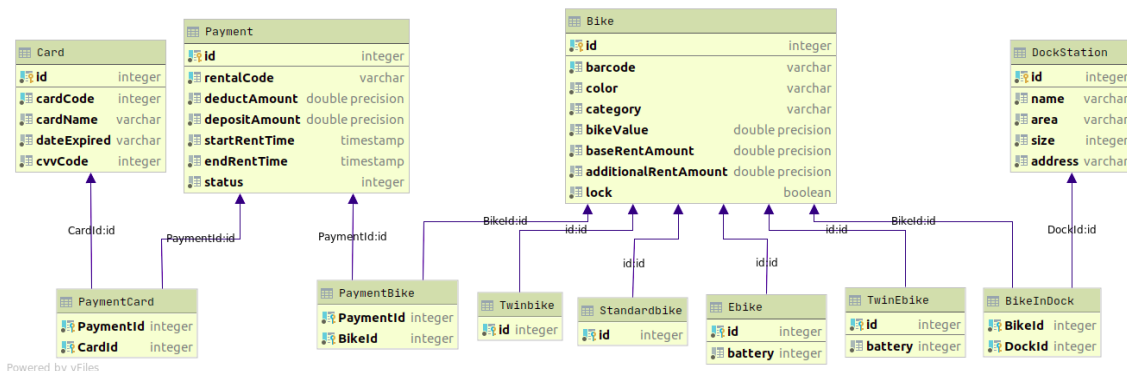 Card
id integer
cardCode integer
cardName varchar
dateExpired varchar
cvvCode integer
Payment
id integer
rentalCode varchar
deductAmount double precision
depositAmount double precision
startRentTime timestamp
endRentTime timestamp
status integer
Bike
id integer
barcode varchar
color varchar
category varchar
bikeValue double precision
baseRentAmount double precision
additionalRentAmount double precision
lock boolean
DockStation
id integer
name varchar
area varchar
size integer
address varchar
CardId:id
PaymentId:id
PaymentId:id
BikeId:id
id:id
id:id
id:id
id:id
BikeId:id
DockId:id
PaymentCard
PaymentId integer
CardId integer
PaymentBike
PaymentId integer
BikeId integer
Twinbike
id integer
Standardbike
id integer
Ebike
id integer
battery integer
TwinEbike
id integer
battery integer
BikeInDock
BikeId integer
DockId integer
Powered by yFiles